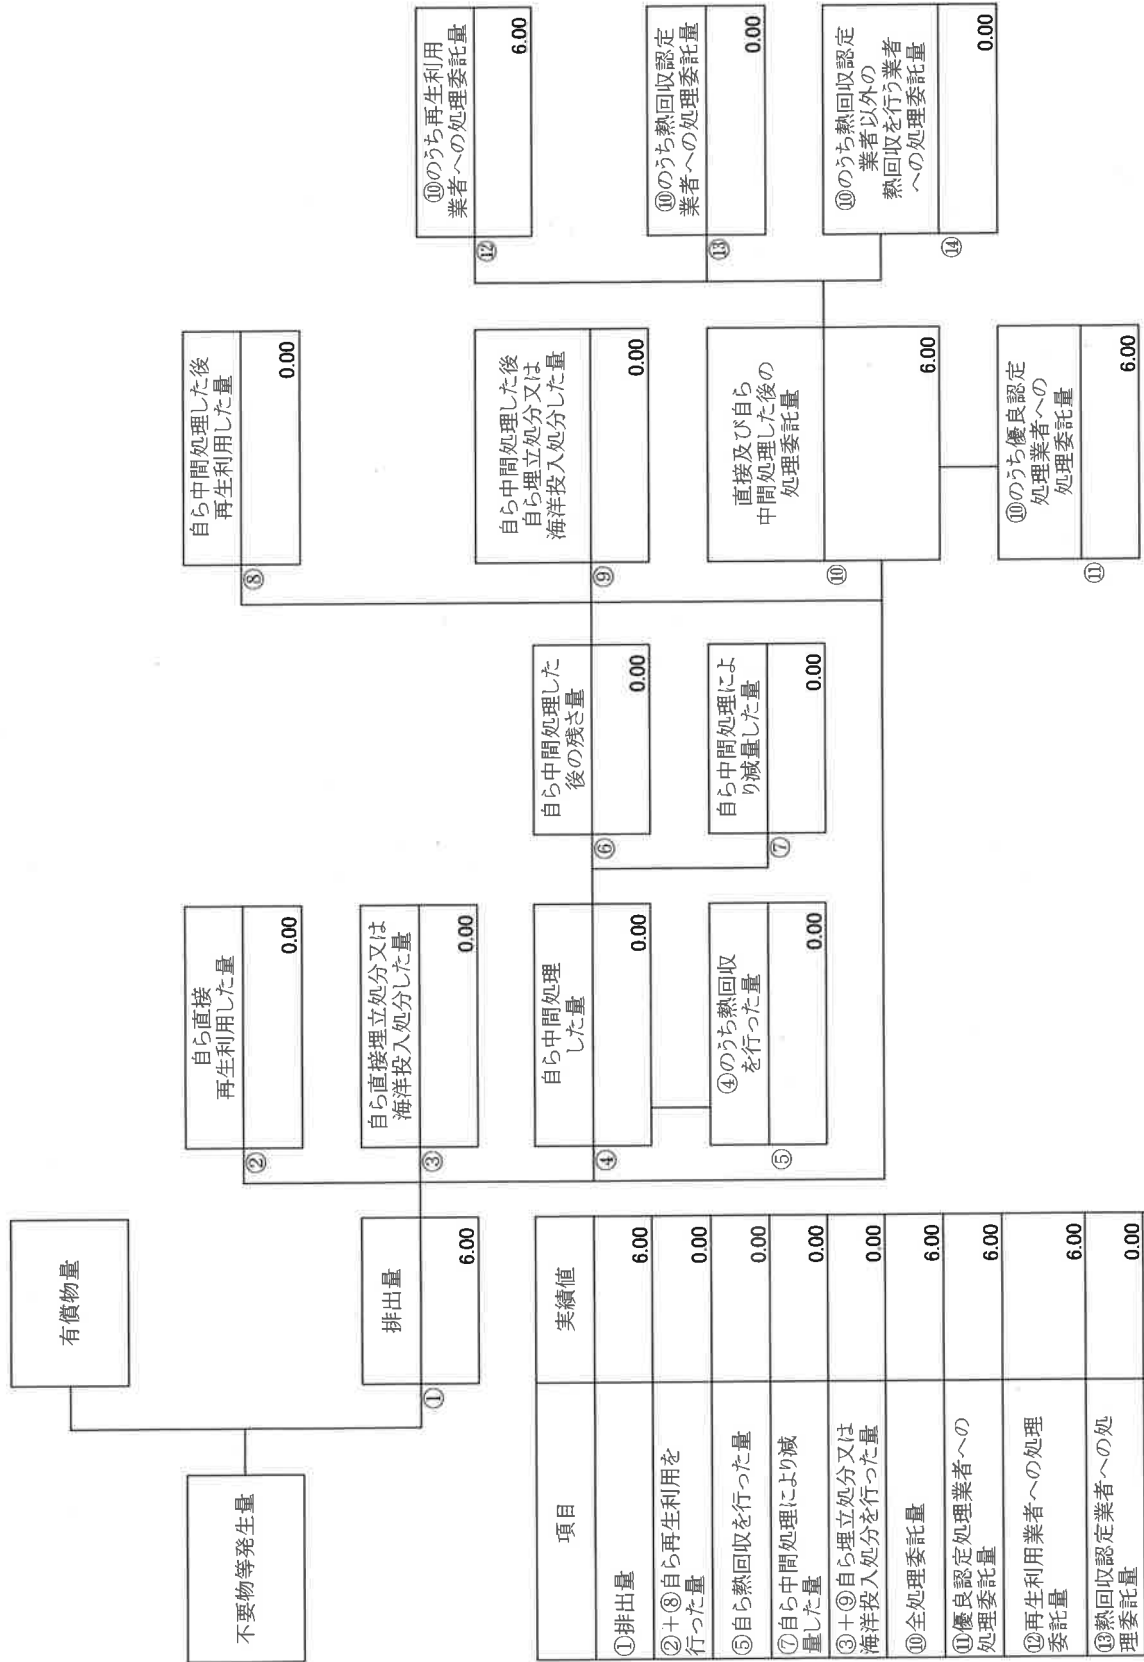 不要物等発生量
有償物量
①
排出量
6.00
②
自ら直接
再生利用した量
0.00
③
自ら直接埋立処分又は
海洋投入処分した量
0.00
④
自ら中間処理
した量
0.00
⑤
④のうち熱回収
を行った量
0.00
⑥
自ら中間処理した
後の残さ量
0.00
⑦
自ら中間処理によ
り減量した量
0.00
⑧
自ら中間処理した後
再生利用した量
0.00
⑨
自ら中間処理した後
自ら埋立処分又は
海洋投入処分した量
0.00
⑩
直接及び自ら
中間処理した後の
処理委託量
6.00
⑪
⑩のうち優良認定
処理業者への
処理委託量
6.00
⑫
⑩のうち再生利用
業者への処理委託量
6.00
⑬
⑩のうち熱回収認定
業者への処理委託量
0.00
⑭
⑩のうち熱回収認定
業者以外の
熱回収を行う業者
への処理委託量
0.00
項目 実績値
①排出量 6.00
②+⑧自ら再生利用を
行った量 0.00
⑤自ら熱回収を行った量 0.00
⑦自ら中間処理により減
量した量 0.00
③+⑨自ら埋立処分又は
海洋投入処分を行った量 0.00
⑩全処理委託量 6.00
⑪優良認定処理業者への
処理委託量 6.00
⑫再生利用業者への処理
委託量 6.00
⑬熱回収認定業者への処
理委託量 0.00